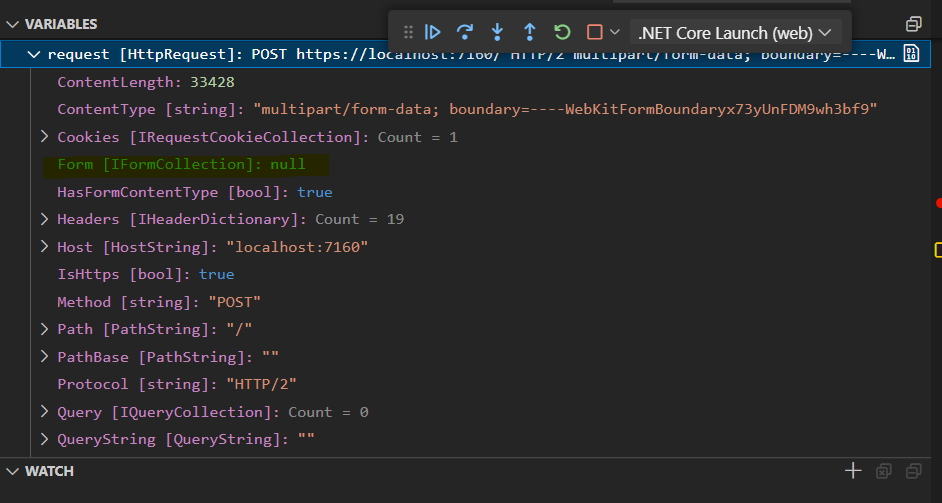 VARIABLES
.NET Core Launch (web)
request [HttpRequest]: POST https://localhost:7160/ HTTP/2 multipart/form-data; boundary=----W…
ContentLength: 33428
ContentType [string]: "multipart/form-data; boundary=----WebKitFormBoundaryx73yUnFDM9wh3bf9"
Cookies [IRequestCookieCollection]: Count = 1
Form [IFormCollection]: null
HasFormContentType [bool]: true
Headers [IHeaderDictionary]: Count = 19
Host [HostString]: "localhost:7160"
IsHttps [bool]: true
Method [string]: "POST"
Path [PathString]: "/"
PathBase [PathString]: ""
Protocol [string]: "HTTP/2"
Query [IQueryCollection]: Count = 0
QueryString [QueryString]: ""
WATCH